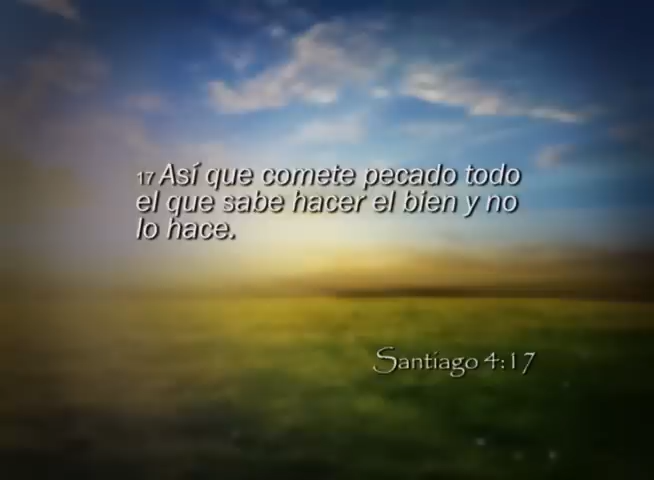 17 Así que comete pecado todo
el que sabe hacer el bien y no
lo hace.
Santiago 4:17